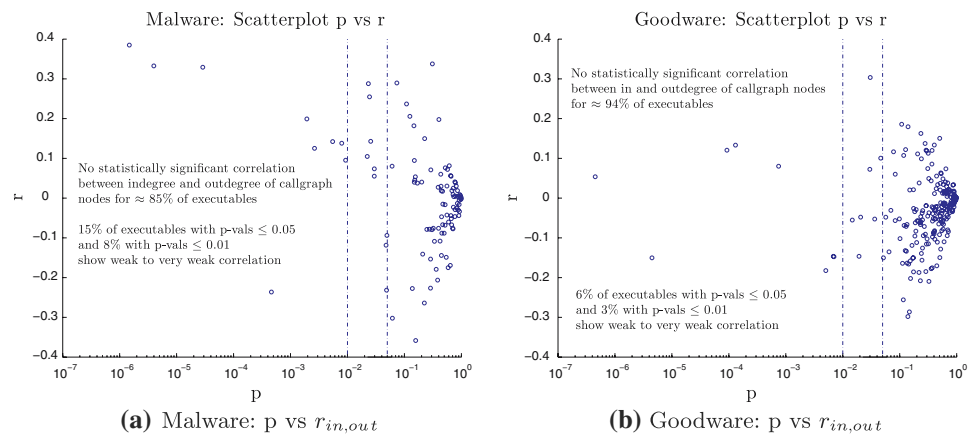 Malware: Scatterplot p vs r
0.4
0.3
0.2
0.1
0
−0.1
−0.2
−0.3
−0.4
r
No statistically significant correlation
between indegree and outdegree of callgraph
nodes for ≈ 85% of executables
15% of executables with p-vals ≤ 0.05
and 8% with p-vals ≤ 0.01
show weak to very weak correlation
10^−7 10^−6 10^−5 10^−4 10^−3 10^−2 10^−1 10^0
p
(a) Malware: p vs r_{in,out}
Goodware: Scatterplot p vs r
0.4
0.3
0.2
0.1
0
−0.1
−0.2
−0.3
−0.4
r
No statistically significant correlation
between in and outdegree of callgraph nodes
for ≈ 94% of executables
6% of executables with p-vals ≤ 0.05
and 3% with p-vals ≤ 0.01
show weak to very weak correlation
10^−7 10^−6 10^−5 10^−4 10^−3 10^−2 10^−1 10^0
p
(b) Goodware: p vs r_{in,out}